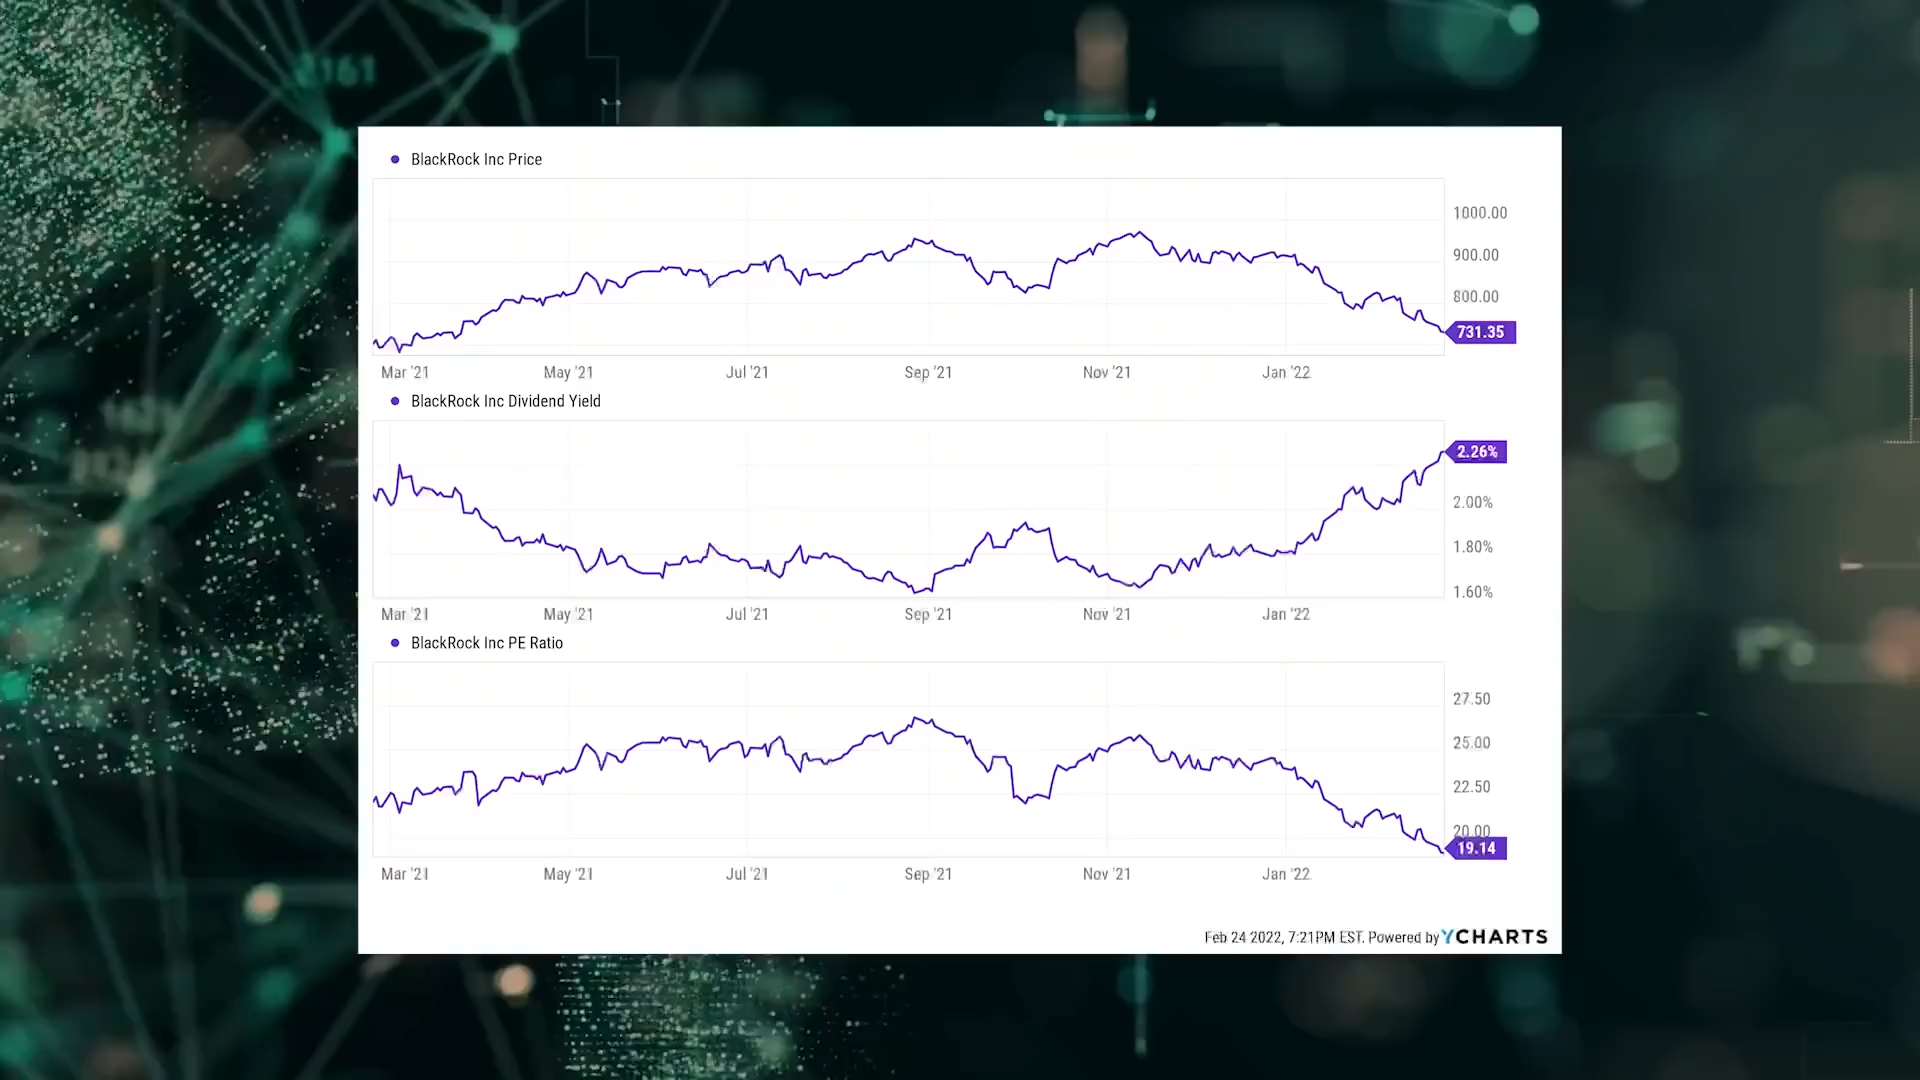 2161
BlackRock Inc Price
1000.00
900.00
800.00
731.35
Mar '21 May '21 Jul '21 Sep '21 Nov '21 Jan '22
BlackRock Inc Dividend Yield
2.26%
2.00%
1.80%
1.60%
Mar '21 May '21 Jul '21 Sep '21 Nov '21 Jan '22
BlackRock Inc PE Ratio
27.50
25.00
22.50
20.00
19.14
Mar '21 May '21 Jul '21 Sep '21 Nov '21 Jan '22
Feb 24 2022, 7:21PM EST. Powered by YCHARTS